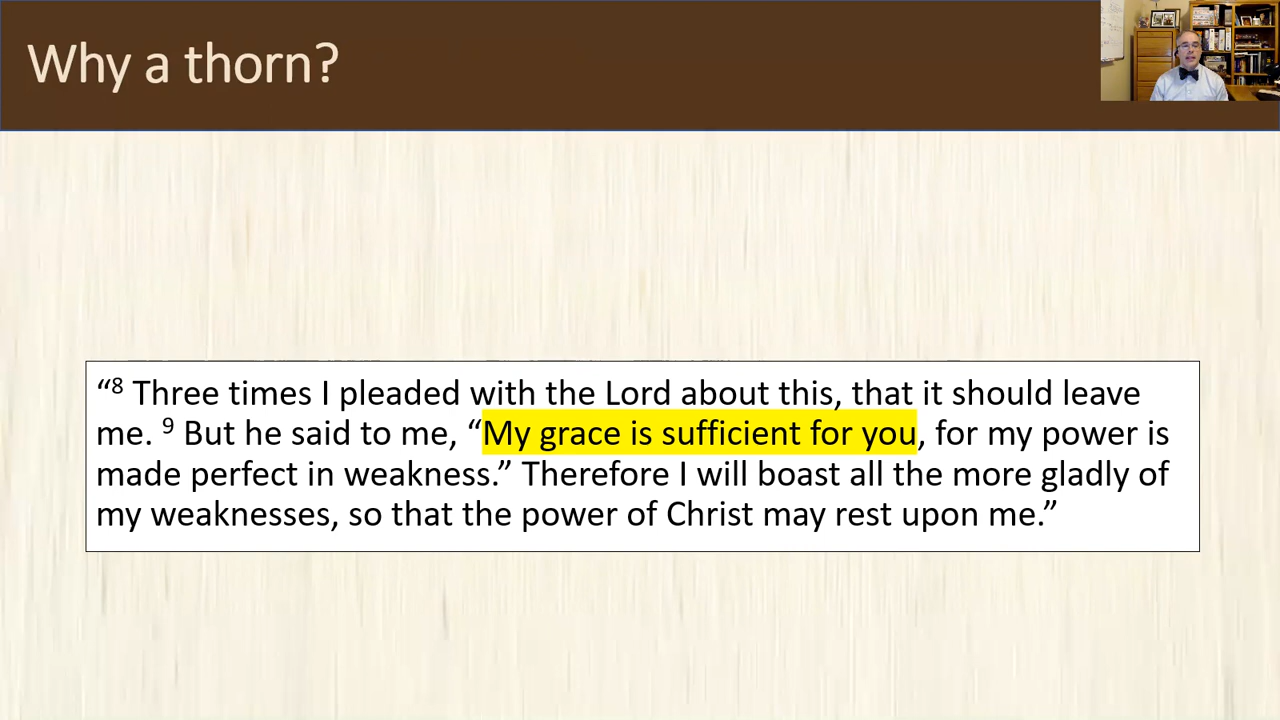 Why a thorn?
“⁸ Three times I pleaded with the Lord about this, that it should leave
me. ⁹ But he said to me, “My grace is sufficient for you, for my power is
made perfect in weakness.” Therefore I will boast all the more gladly of
my weaknesses, so that the power of Christ may rest upon me.”